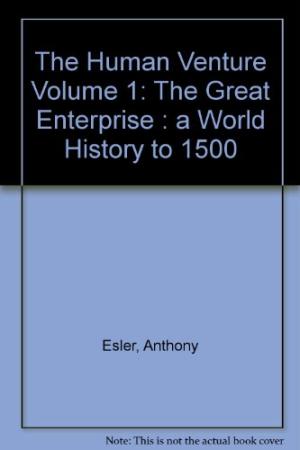 The Human Venture
Volume 1: The Great
Enterprise : a World
History to 1500
Esler, Anthony
Note: This is not the actual book cover